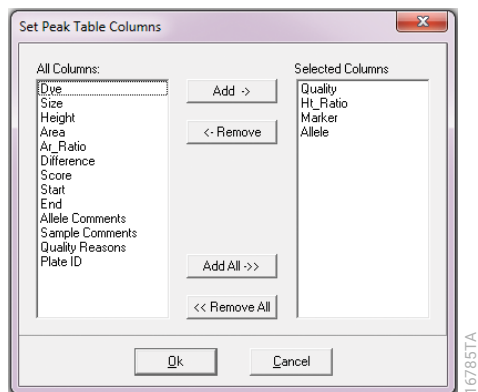 Set Peak Table Columns
All Columns:
Dye
Size
Height
Area
Ar_Ratio
Difference
Score
Start
End
Allele Comments
Sample Comments
Quality Reasons
Plate ID
Add ->
<- Remove
Add All ->>
<< Remove All
Selected Columns
Quality
Ht_Ratio
Marker
Allele
Ok
Cancel
16785TA